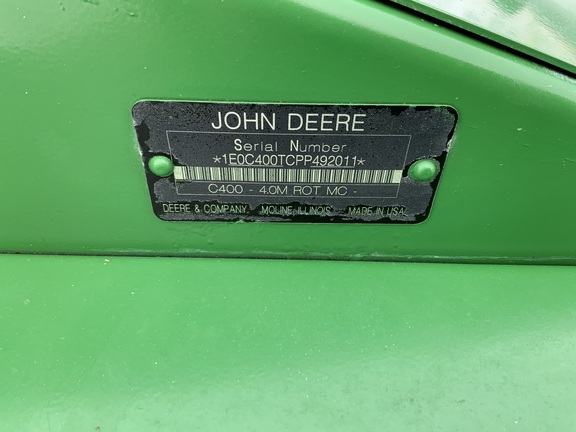 JOHN DEERE
Serial Number
*1E0C400TCPP492011*
C400 - 4.0M ROT MC -
DEERE & COMPANY MOLINE, ILLINOIS MADE IN USA